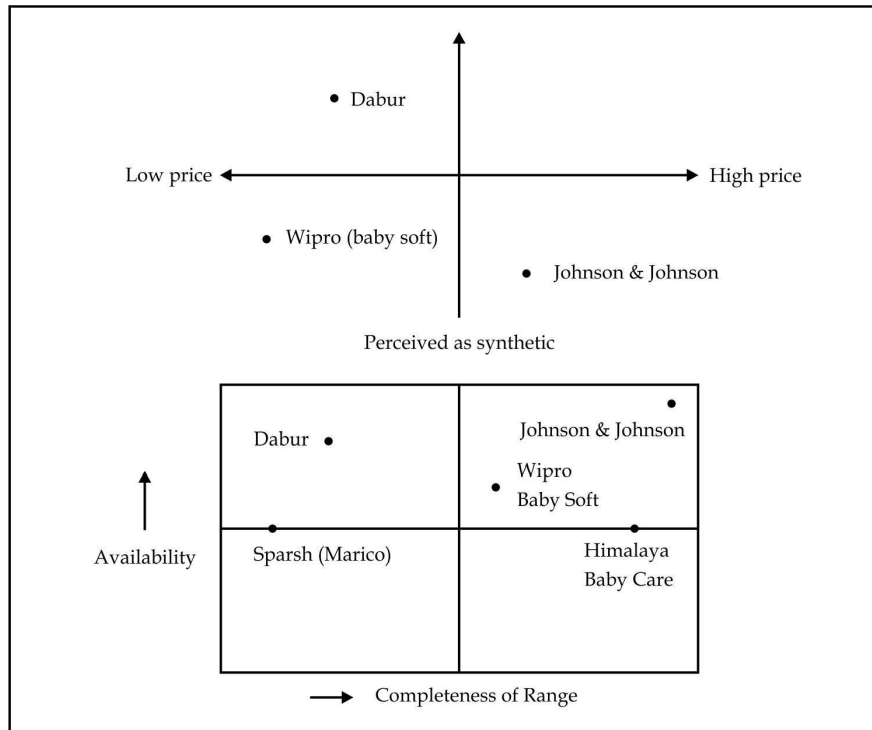 Dabur
Low price
High price
Wipro (baby soft)
Johnson & Johnson
Perceived as synthetic
Dabur
Johnson & Johnson
Wipro
Baby Soft
Availability
Sparsh (Marico)
Himalaya
Baby Care
Completeness of Range